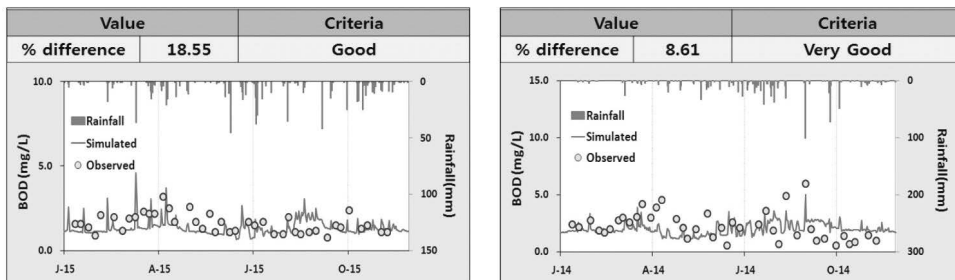 Value Criteria
% difference 18.55 Good
10.0
5.0
0.0
BOD (mg/L)
Rainfall
Simulated
Observed
0
50
100
150
Rainfall(mm)
J-15 A-15 J-15 O-15
Value Criteria
% difference 8.61 Very Good
15.0
10.0
5.0
0.0
BOD (mg/L)
Rainfall
Simulated
Observed
0
100
200
300
Rainfall(mm)
J-14 A-14 J-14 O-14